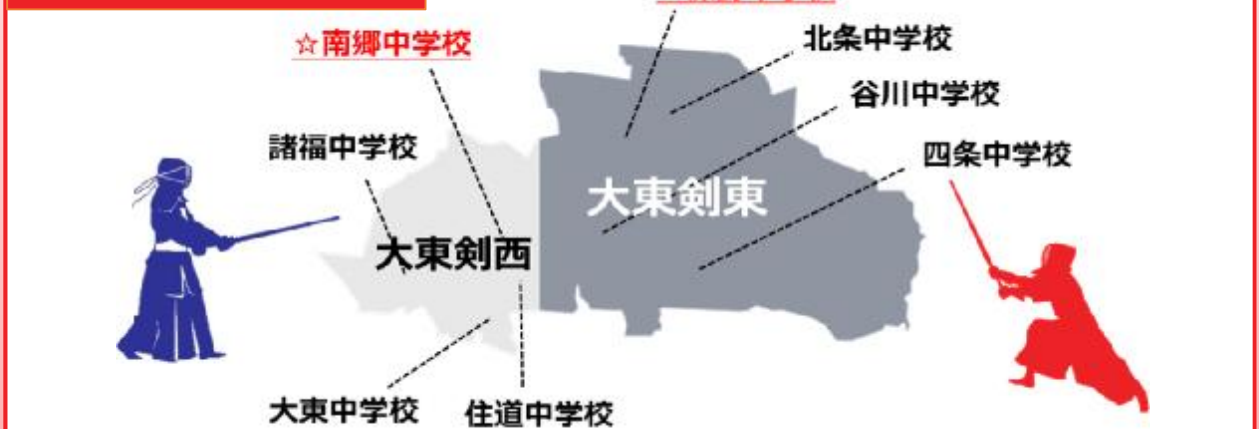 ☆南郷中学校
北条中学校
谷川中学校
諸福中学校
四条中学校
大東剣東
大東剣西
大東中学校
住道中学校